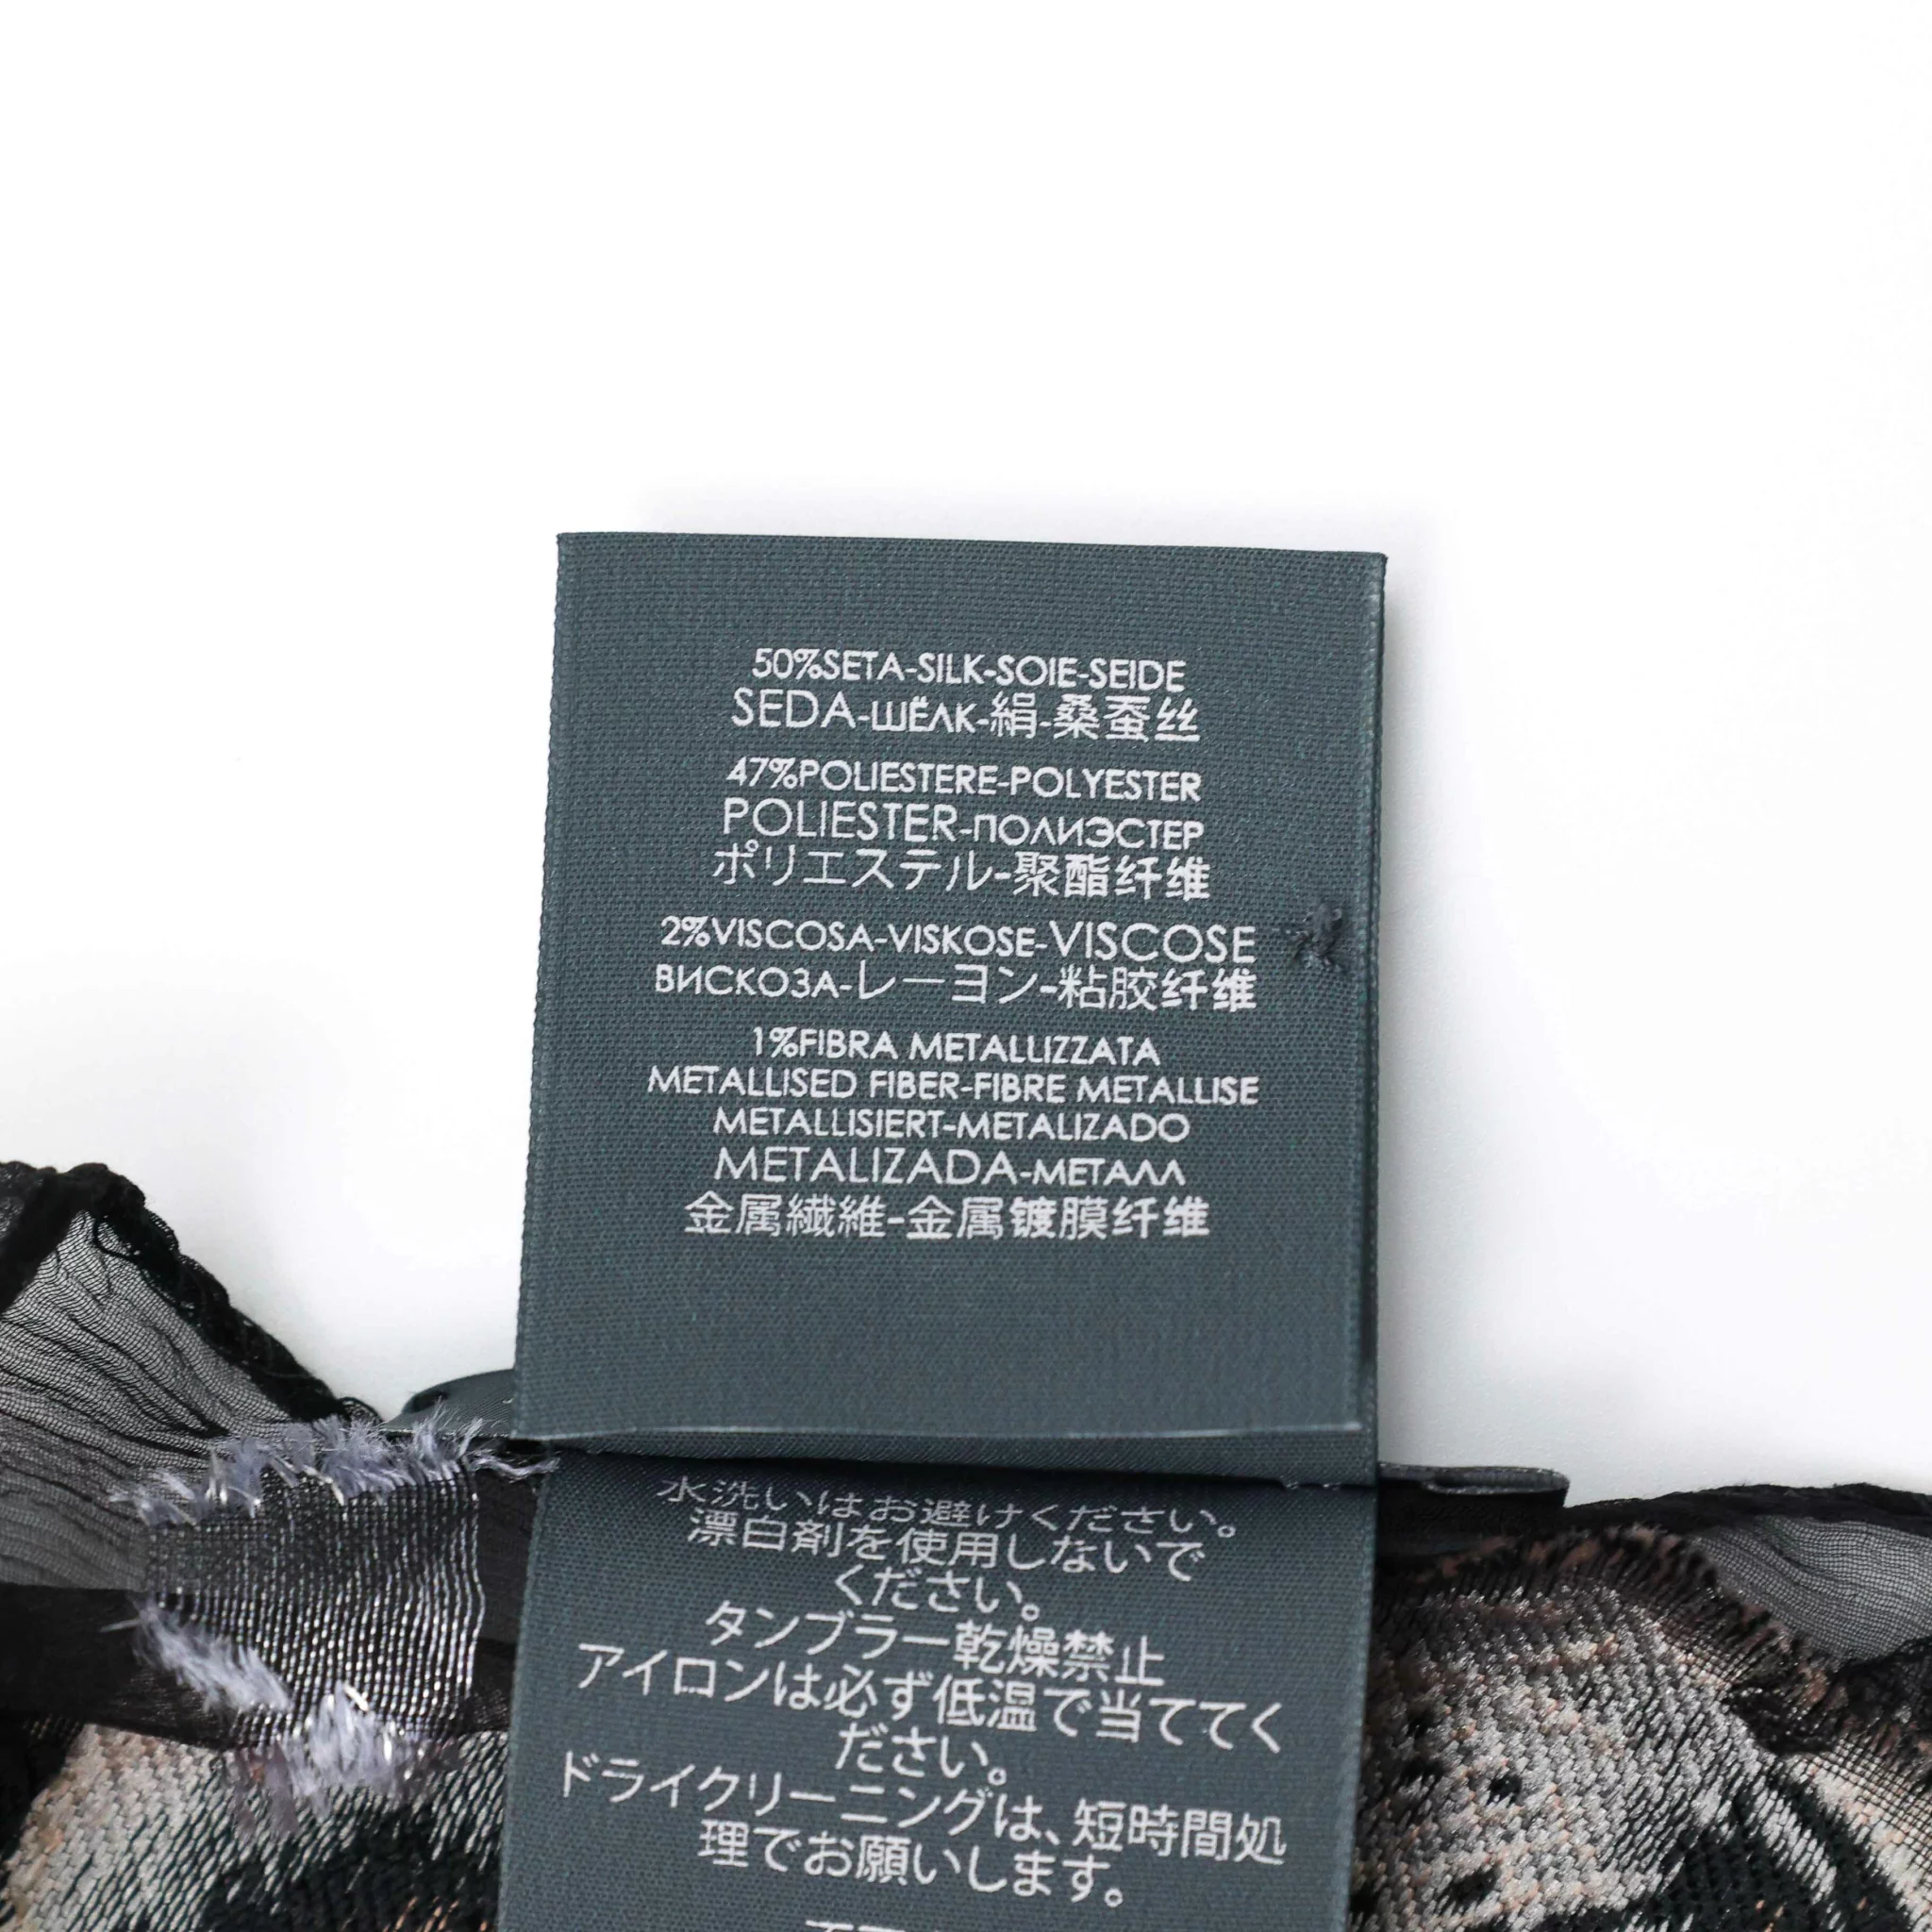 50%SETA-SILK-SOIE-SEIDE
SEDA-ШЁЛК-絹-桑蚕丝
47%POLIESTERE-POLYESTER
POLIESTER-ПОЛИЭСТЕР
ポリエステル-聚酯纤维
2%VISCOSA-VISKOSE-VISCOSE
ВИСКОЗА-レーヨン-粘胶纤维
1%FIBRA METALLIZZATA
METALLISED FIBER-FIBRE METALLISE
METALLISIERT-METALIZADO
METALIZADA-МЕТАЛЛ
金属繊維-金属镀膜纤维
水洗いはお避けください。
漂白剤を使用しないで
ください。
タンブラー乾燥禁止
アイロンは必ず低温で当ててく
ださい。
ドライクリーニングは、短時間処
理でお願いします。